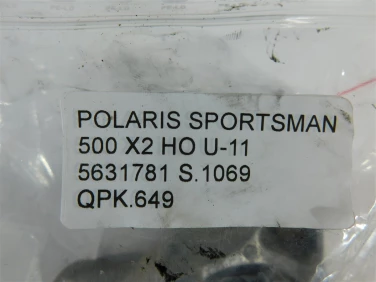 POLARIS SPORTSMAN
500 X2 HO U-11
5631781 S.1069
QPK.649